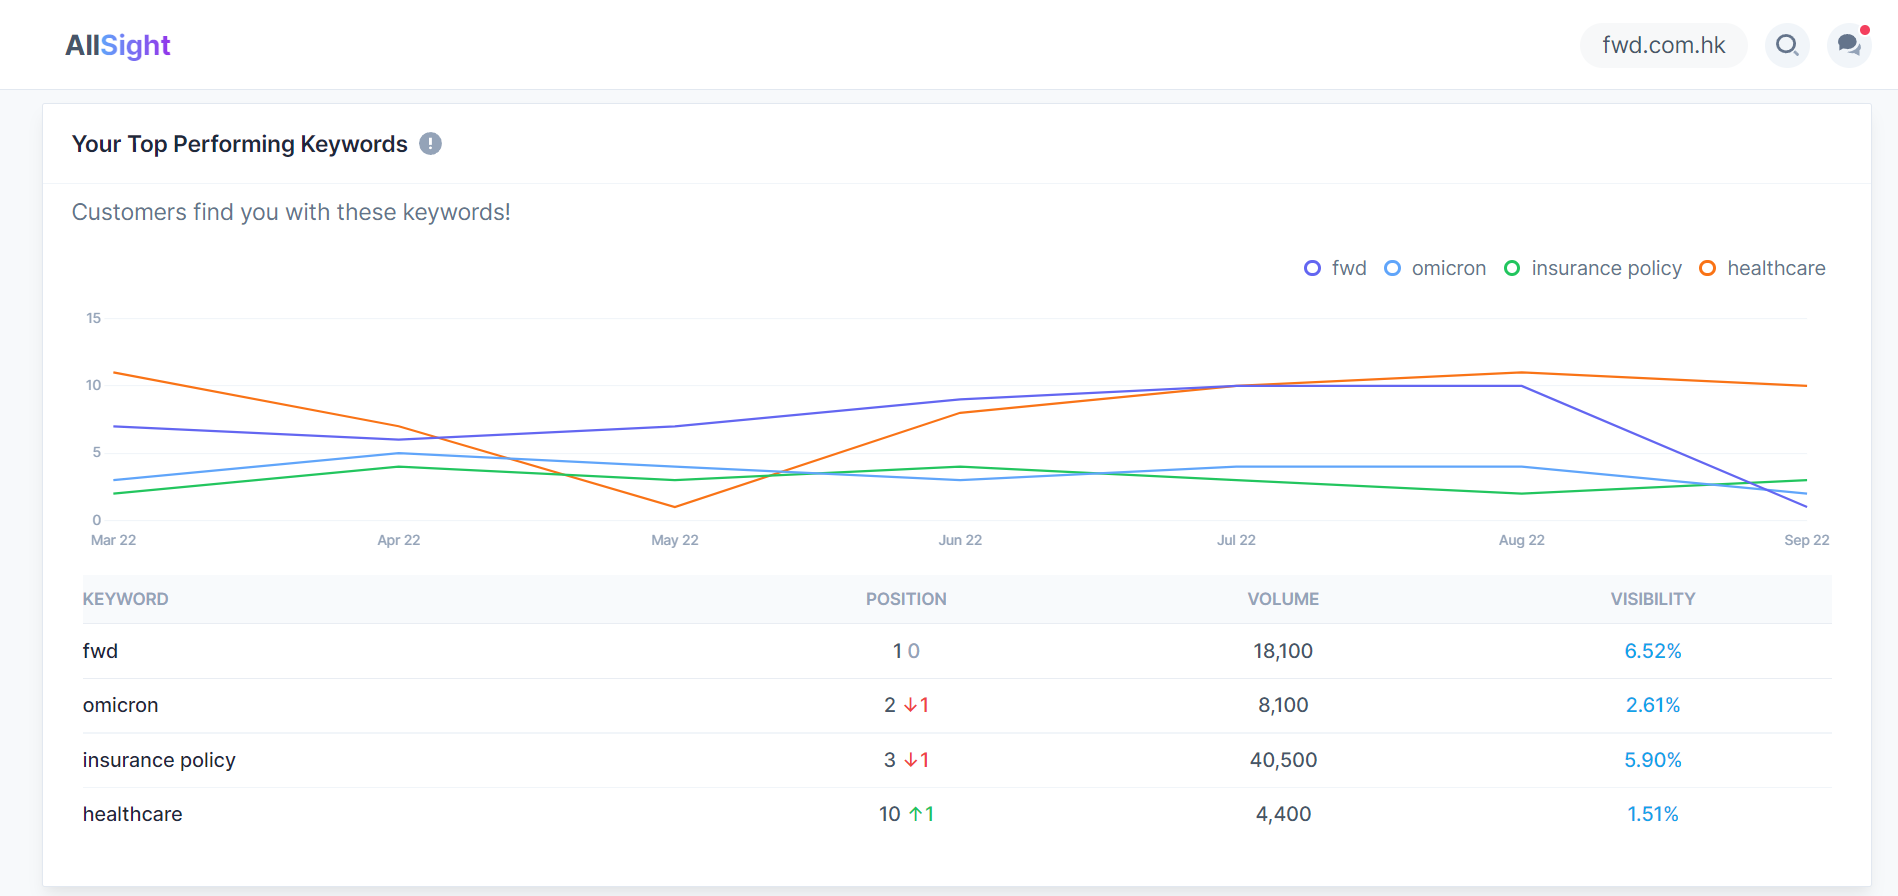 AllSight
fwd.com.hk
Your Top Performing Keywords
Customers find you with these keywords!
fwd omicron insurance policy healthcare
15
10
5
0
Mar 22 Apr 22 May 22 Jun 22 Jul 22 Aug 22 Sep 22
KEYWORD POSITION VOLUME VISIBILITY
fwd 1 0 18,100 6.52%
omicron 2 ↓1 8,100 2.61%
insurance policy 3 ↓1 40,500 5.90%
healthcare 10 ↑1 4,400 1.51%